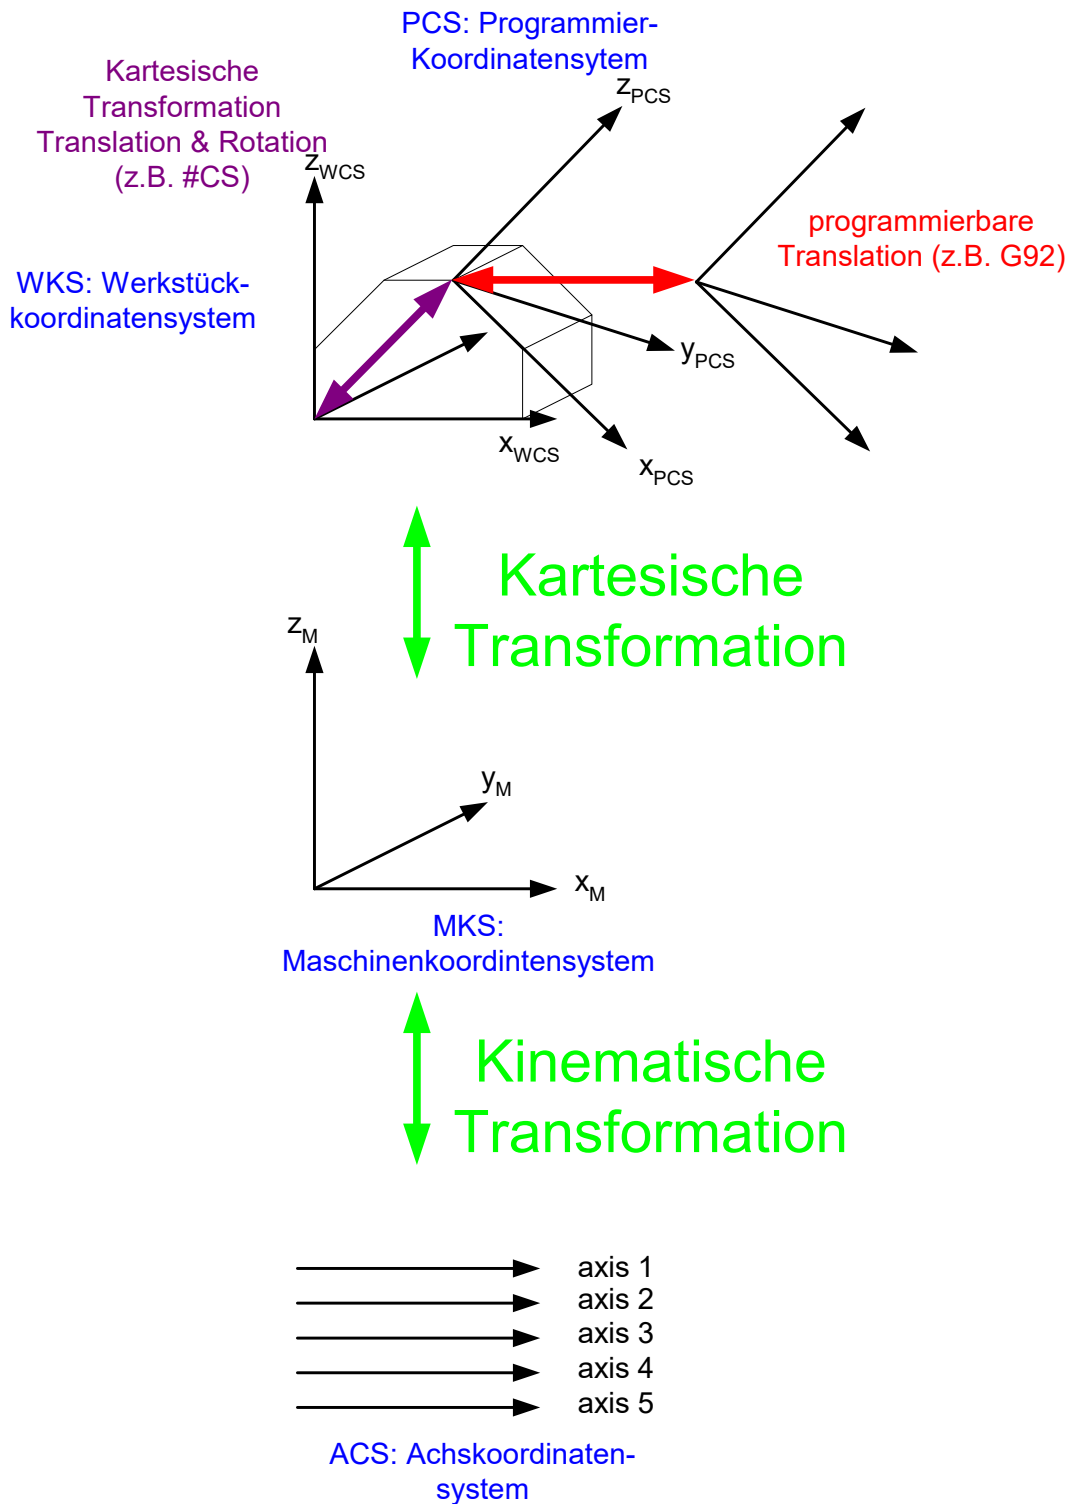 PCS: Programmier-
Koordinatensytem
Kartesische
Transformation
Translation & Rotation
(z.B. #CS)
zPCS
zWCS
programmierbare
Translation (z.B. G92)
WKS: Werkstück-
koordinatensystem
yPCS
xWCS
xPCS
Kartesische
Transformation
zM
yM
xM
MKS:
Maschinenkoordintensystem
Kinematische
Transformation
axis 1
axis 2
axis 3
axis 4
axis 5
ACS: Achskoordinaten-
system